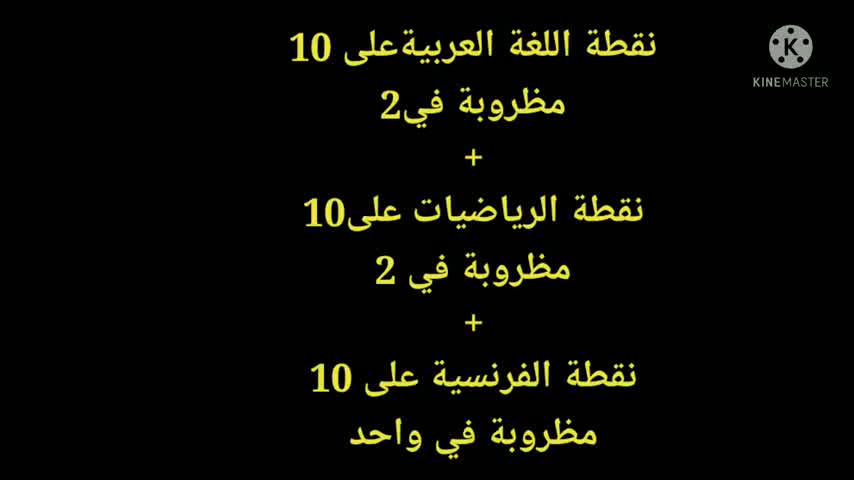 نقطة اللغة العربيةعلى 10
مظروبة في2
+
نقطة الرياضيات على10
مظروبة في 2
+
نقطة الفرنسية على 10
مظروبة في واحد
K
KINEMASTER